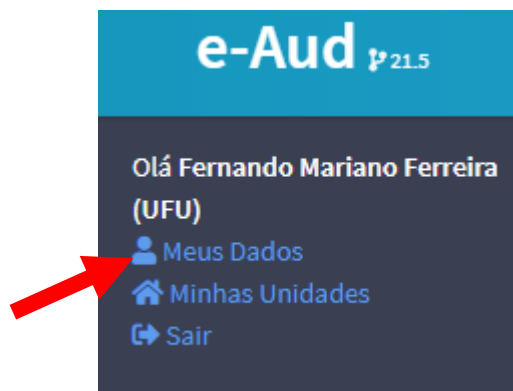 e-Aud 21.5
Olá Fernando Mariano Ferreira
(UFU)
Meus Dados
Minhas Unidades
Sair